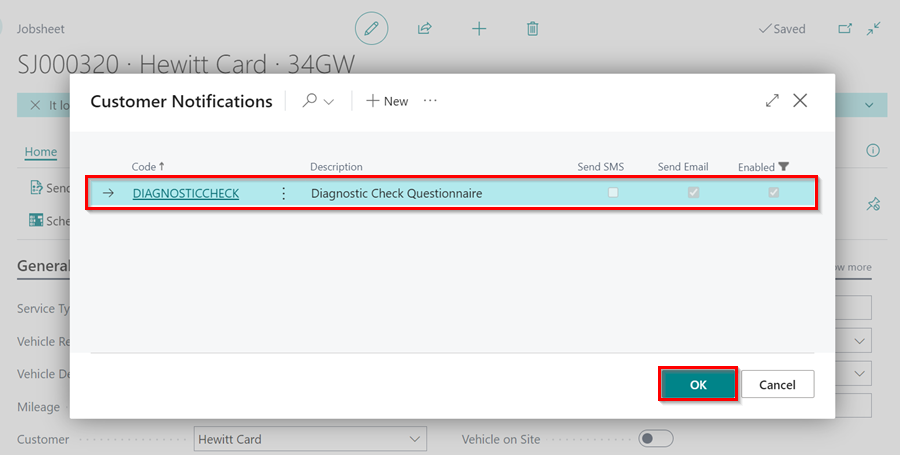 Jobsheet
Saved
SJ000320 · Hewitt Card · 34GW
It lo
Customer Notifications
New
Home
Code ↑ Description Send SMS Send Email Enabled
Send
DIAGNOSTICCHECK Diagnostic Check Questionnaire
Sche
General
ow more
Service Ty
Vehicle Re
Vehicle De
OK Cancel
Mileage
Customer Hewitt Card Vehicle on Site